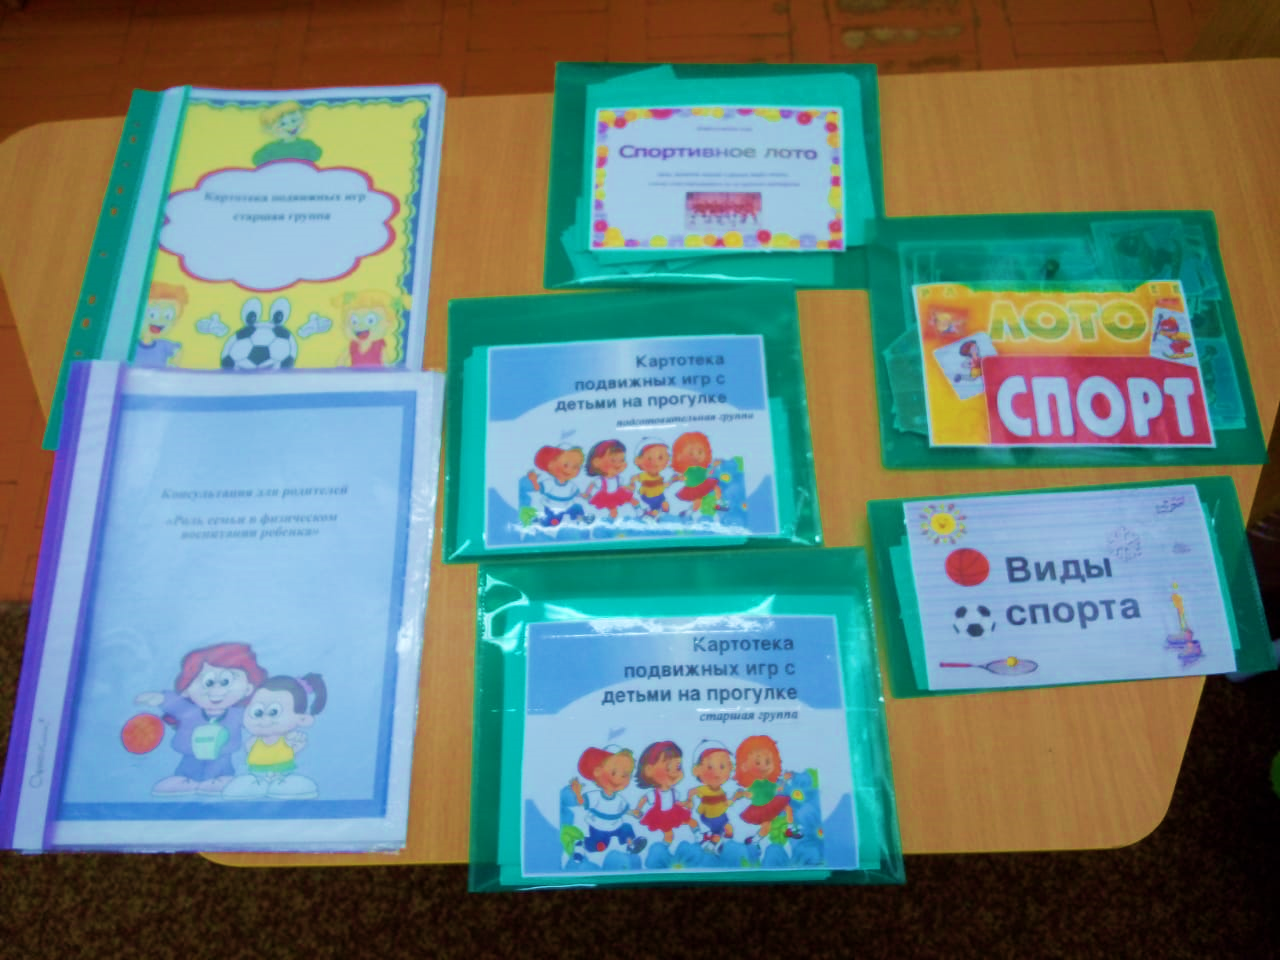 Картотека подвижных игр
старшая группа
Консультация для родителей
«Роль семьи в физическом
воспитании ребенка»
Спортивное лото
Картотека
подвижных игр с
детьми на прогулке
подготовительная группа
Картотека
подвижных игр с
детьми на прогулке
старшая группа
ЛОТО
СПОРТ
Виды
спорта